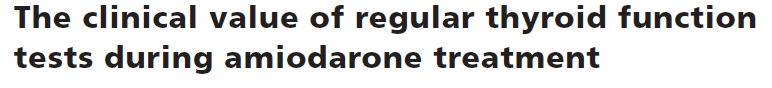 The clinical value of regular thyroid function
tests during amiodarone treatment